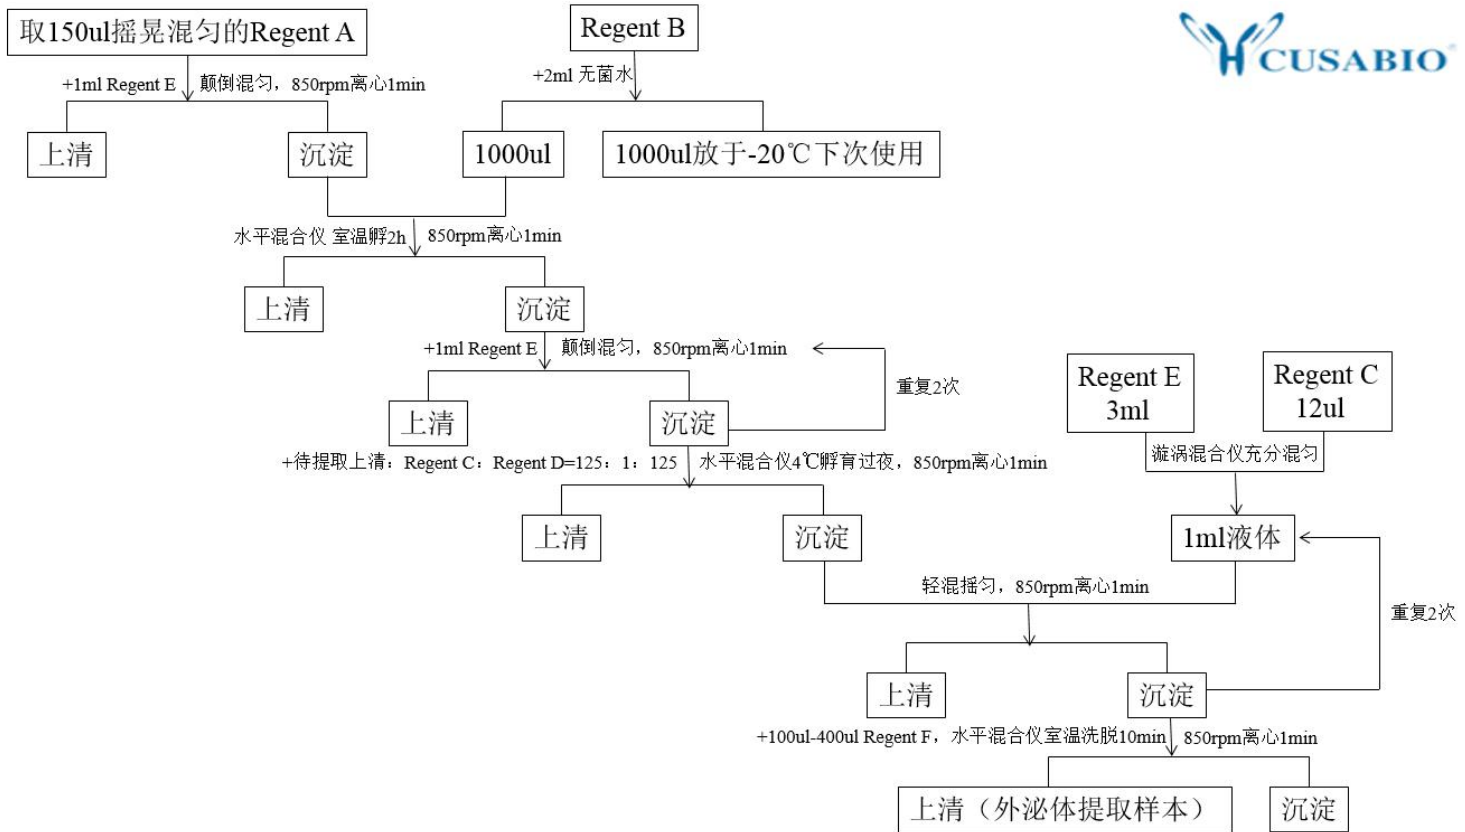 取150ul摇晃混匀的Regent A
Regent B
CUSABIO
+1ml Regent E 颠倒混匀，850rpm离心1min
+2ml 无菌水
上清
沉淀
1000ul
1000ul放于-20℃下次使用
水平混合仪 室温孵2h 850rpm离心1min
上清
沉淀
+1ml Regent E 颠倒混匀，850rpm离心1min
重复2次
Regent E
3ml
Regent C
12ul
上清
沉淀
漩涡混合仪充分混匀
+待提取上清：Regent C：Regent D=125：1：125 水平混合仪4℃孵育过夜，850rpm离心1min
上清
沉淀
1ml液体
轻混摇匀，850rpm离心1min
重复2次
上清
沉淀
+100ul-400ul Regent F，水平混合仪室温洗脱10min 850rpm离心1min
上清（外泌体提取样本）
沉淀